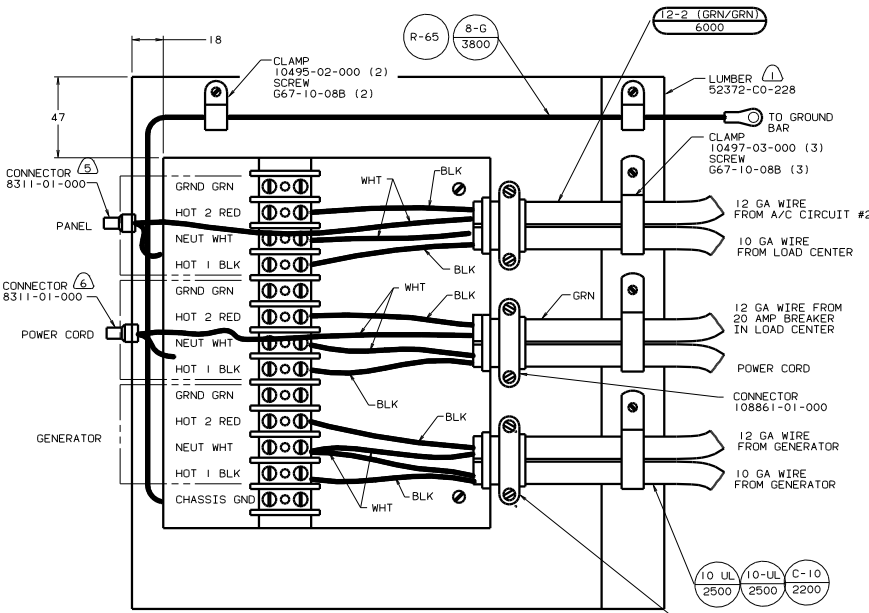 18
R-65
8-G
3800
12-2 (GRN/GRN)
6000
CLAMP
10495-02-000 (2)
SCREW
G67-10-08B (2)
LUMBER 1
52372-C0-228
47
TO GROUND
BAR
CLAMP
10497-03-000 (3)
SCREW
G67-10-08B (3)
CONNECTOR 5
8311-01-000
PANEL
GRND GRN
HOT 2 RED
NEUT WHT
HOT 1 BLK
WHT
BLK
BLK
12 GA WIRE
FROM A/C CIRCUIT #2
10 GA WIRE
FROM LOAD CENTER
CONNECTOR 6
8311-01-000
POWER CORD
GRND GRN
HOT 2 RED
NEUT WHT
HOT 1 BLK
WHT
BLK
GRN
BLK
12 GA WIRE FROM
20 AMP BREAKER
IN LOAD CENTER
POWER CORD
CONNECTOR
108861-01-000
GENERATOR
GRND GRN
HOT 2 RED
NEUT WHT
HOT 1 BLK
CHASSIS GND
BLK
BLK
WHT
12 GA WIRE
FROM GENERATOR
10 GA WIRE
FROM GENERATOR
10 UL
2500
10-UL
2500
C-10
2200